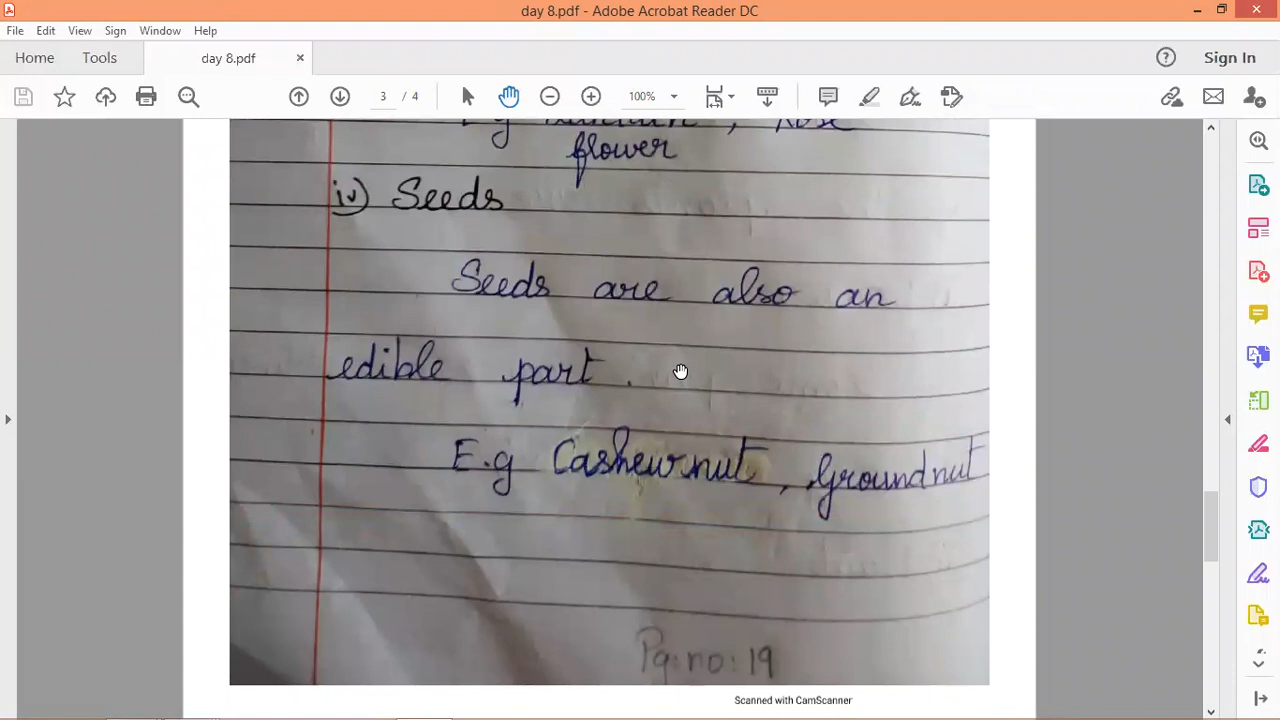 day 8.pdf - Adobe Acrobat Reader DC
File Edit View Sign Window Help
Home Tools day 8.pdf × Sign In
3 / 4 100%
flower
iv) Seeds
Seeds are also an
edible part.
E.g Cashewnut, Groundnut
Pg:no:19
Scanned with CamScanner